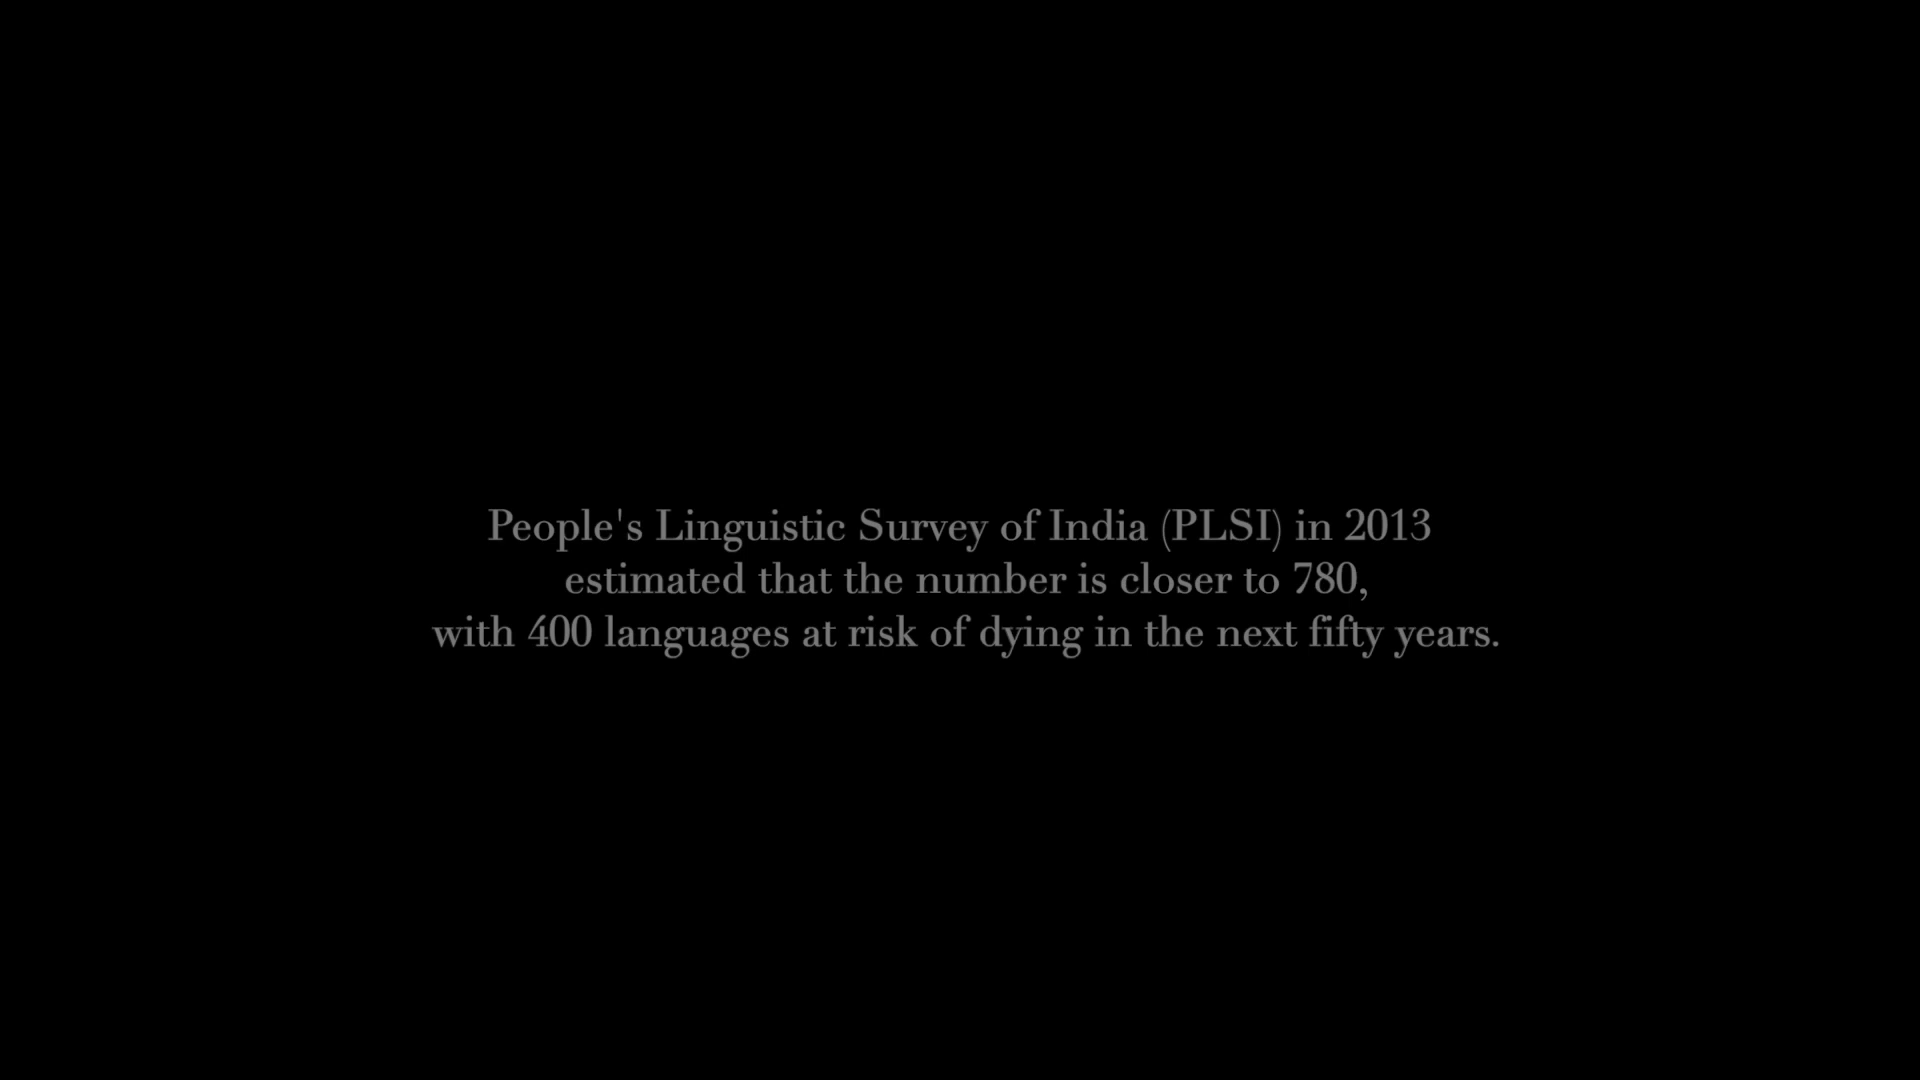 People's Linguistic Survey of India (PLSI) in 2013
estimated that the number is closer to 780,
with 400 languages at risk of dying in the next fifty years.